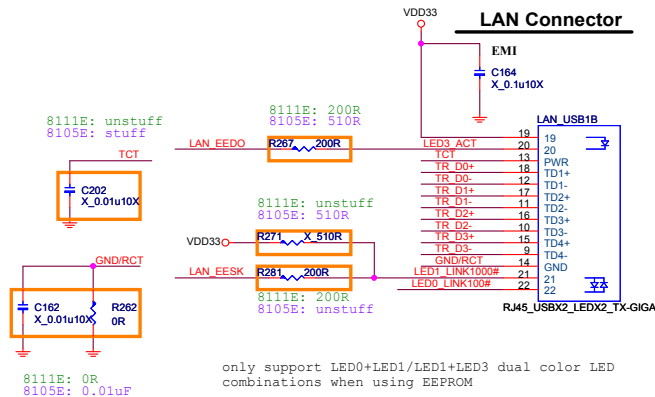 VDD33
LAN Connector
EMI
C164
X_0.1u10X
8111E: 200R
8105E: 510R
8111E: unstuff
8105E: stuff
TCT
C202
X_0.01u10X
LAN_EEDO
R267
200R
LED3_ACT
TCT
TR_D0+
TR_D0-
TR_D1+
TR_D1-
TR_D2+
TR_D2-
TR_D3+
TR_D3-
GND/RCT
LED1_LINK1000#
LED0_LINK100#
LAN_USB1B
19 19
20 20
13 PWR
18 TD1+
12 TD1-
17 TD2+
11 TD2-
16 TD3+
10 TD3-
15 TD4+
9 TD4-
14 GND
21 21
22 22
RJ45_USBX2_LEDX2_TX-GIGA
8111E: unstuff
8105E: 510R
VDD33
R271
X_510R
LAN_EESK
R281
200R
8111E: 200R
8105E: unstuff
GND/RCT
C162
X_0.01u10X
R262
0R
8111E: 0R
8105E: 0.01uF
only support LED0+LED1/LED1+LED3 dual color LED
combinations when using EEPROM